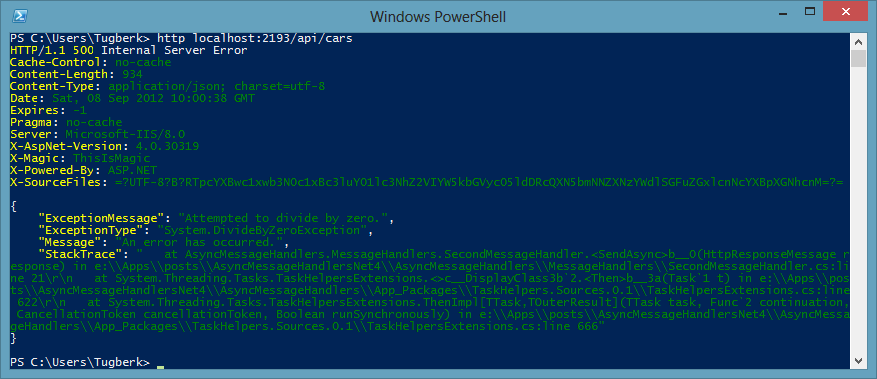 Windows PowerShell
PS C:\Users\Tugberk> http localhost:2193/api/cars
HTTP/1.1 500 Internal Server Error
Cache-Control: no-cache
Content-Length: 934
Content-Type: application/json; charset=utf-8
Date: Sat, 08 Sep 2012 10:00:38 GMT
Expires: -1
Pragma: no-cache
Server: Microsoft-IIS/8.0
X-AspNet-Version: 4.0.30319
X-Magic: ThisIsMagic
X-Powered-By: ASP.NET
X-SourceFiles:
{
    "ExceptionMessage": "Attempted to divide by zero.",
    "ExceptionType": "System.DivideByZeroException",
    "Message": "An error has occurred.",
    "StackTrace": "   at AsyncMessageHandlers.MessageHandlers.SecondMessageHandler.<SendAsync>b__0(HttpResponseMessage r
esponse) in e:\\Apps\\posts\\AsyncMessageHandlersNet4\\AsyncMessageHandlers\\MessageHandlers\\SecondMessageHandler.cs:li
ne 21\r\n   at System.Threading.Tasks.TaskHelpersExtensions.<>c__DisplayClass3b`2.<Then>b__3a(Task`1 t) in e:\\Apps\\pos
ts\\AsyncMessageHandlersNet4\\AsyncMessageHandlers\\App_Packages\\TaskHelpers.Sources.0.1\\TaskHelpersExtensions.cs:line
 622\r\n   at System.Threading.Tasks.TaskHelpersExtensions.ThenImpl[TTask,TOuterResult](TTask task, Func`2 continuation,
 CancellationToken cancellationToken, Boolean runSynchronously) in e:\\Apps\\posts\\AsyncMessageHandlersNet4\\AsyncMessa
geHandlers\\App_Packages\\TaskHelpers.Sources.0.1\\TaskHelpersExtensions.cs:line 666"
}
PS C:\Users\Tugberk>